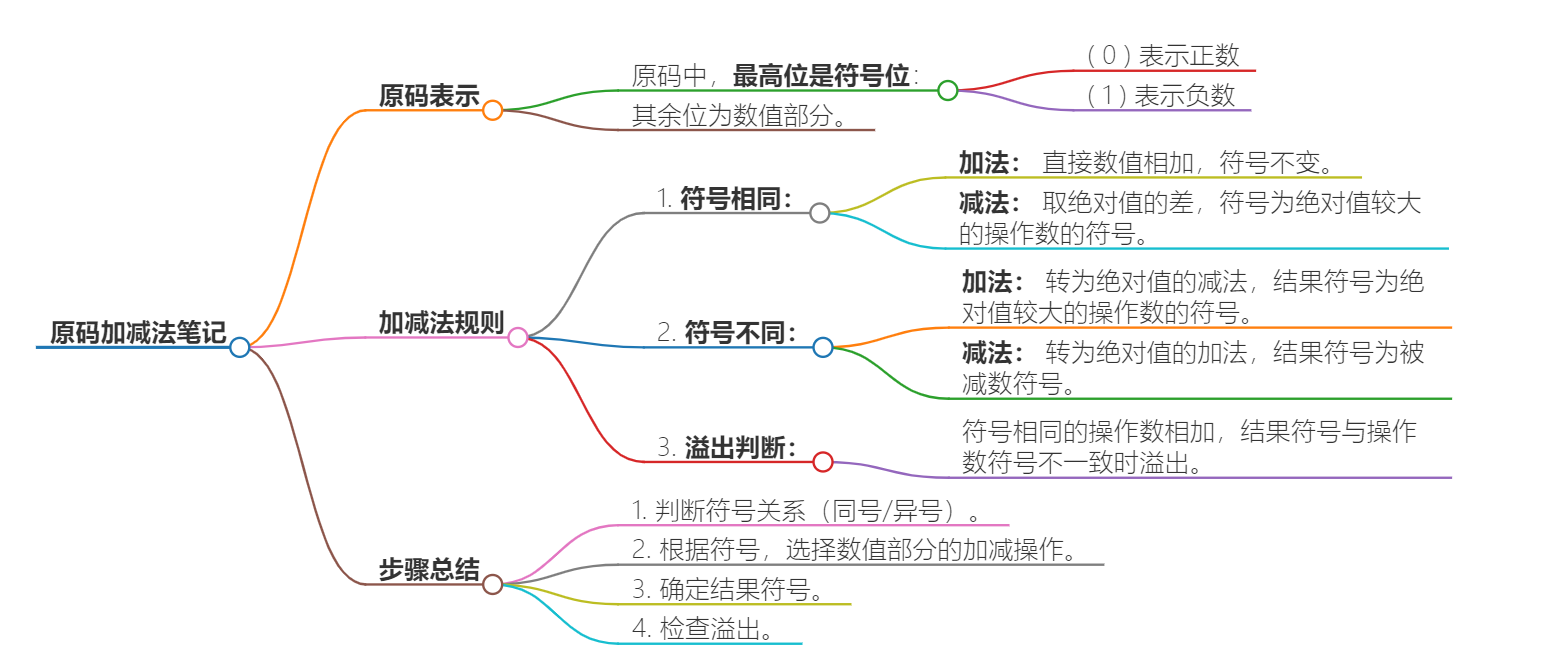 原码加减法笔记
原码表示
原码中，最高位是符号位：
（0）表示正数
（1）表示负数
其余位为数值部分。
加减法规则
1. 符号相同：
加法： 直接数值相加，符号不变。
减法： 取绝对值的差，符号为绝对值较大
的操作数的符号。
2. 符号不同：
加法： 转为绝对值的减法，结果符号为绝
对值较大的操作数的符号。
减法： 转为绝对值的加法，结果符号为被
减数符号。
3. 溢出判断：
符号相同的操作数相加，结果符号与操作
数符号不一致时溢出。
步骤总结
1. 判断符号关系（同号/异号）。
2. 根据符号，选择数值部分的加减操作。
3. 确定结果符号。
4. 检查溢出。